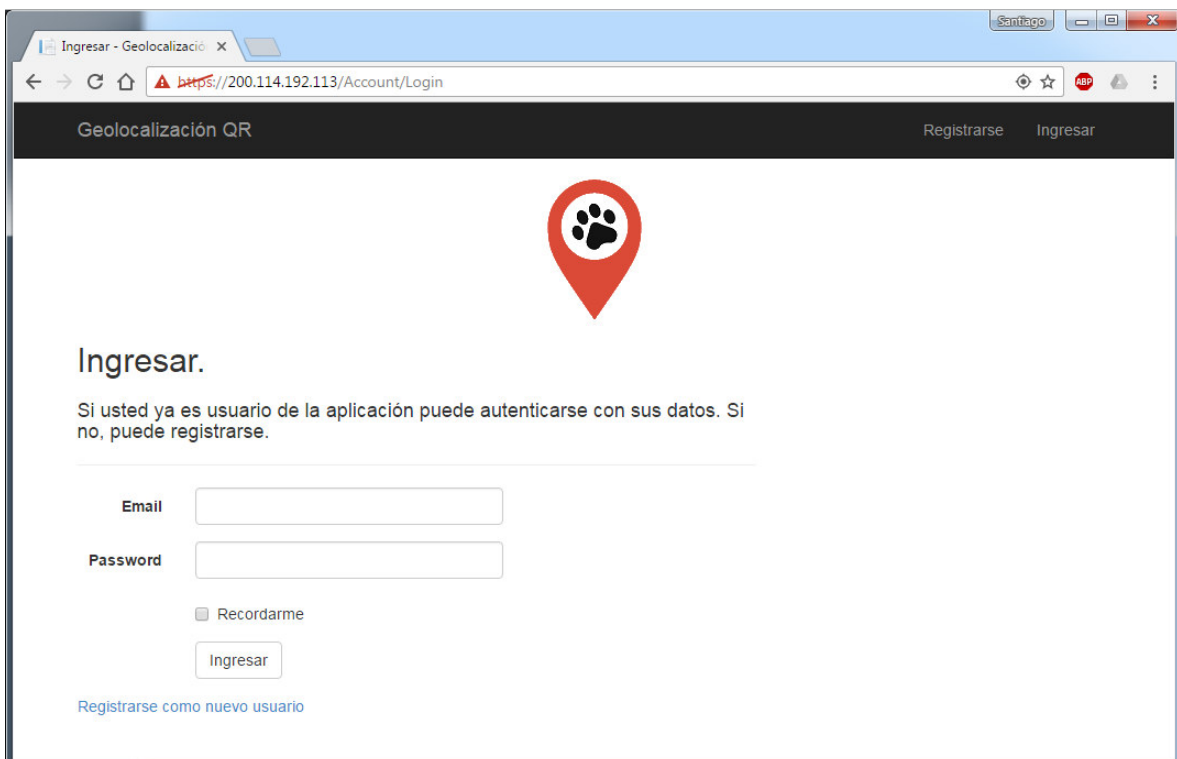 Santiago
Ingresar - Geolocalizació
https://200.114.192.113/Account/Login
ABP
Geolocalización QR
Registrarse
Ingresar
Ingresar.
Si usted ya es usuario de la aplicación puede autenticarse con sus datos. Si
no, puede registrarse.
Email
Password
Recordarme
Ingresar
Registrarse como nuevo usuario